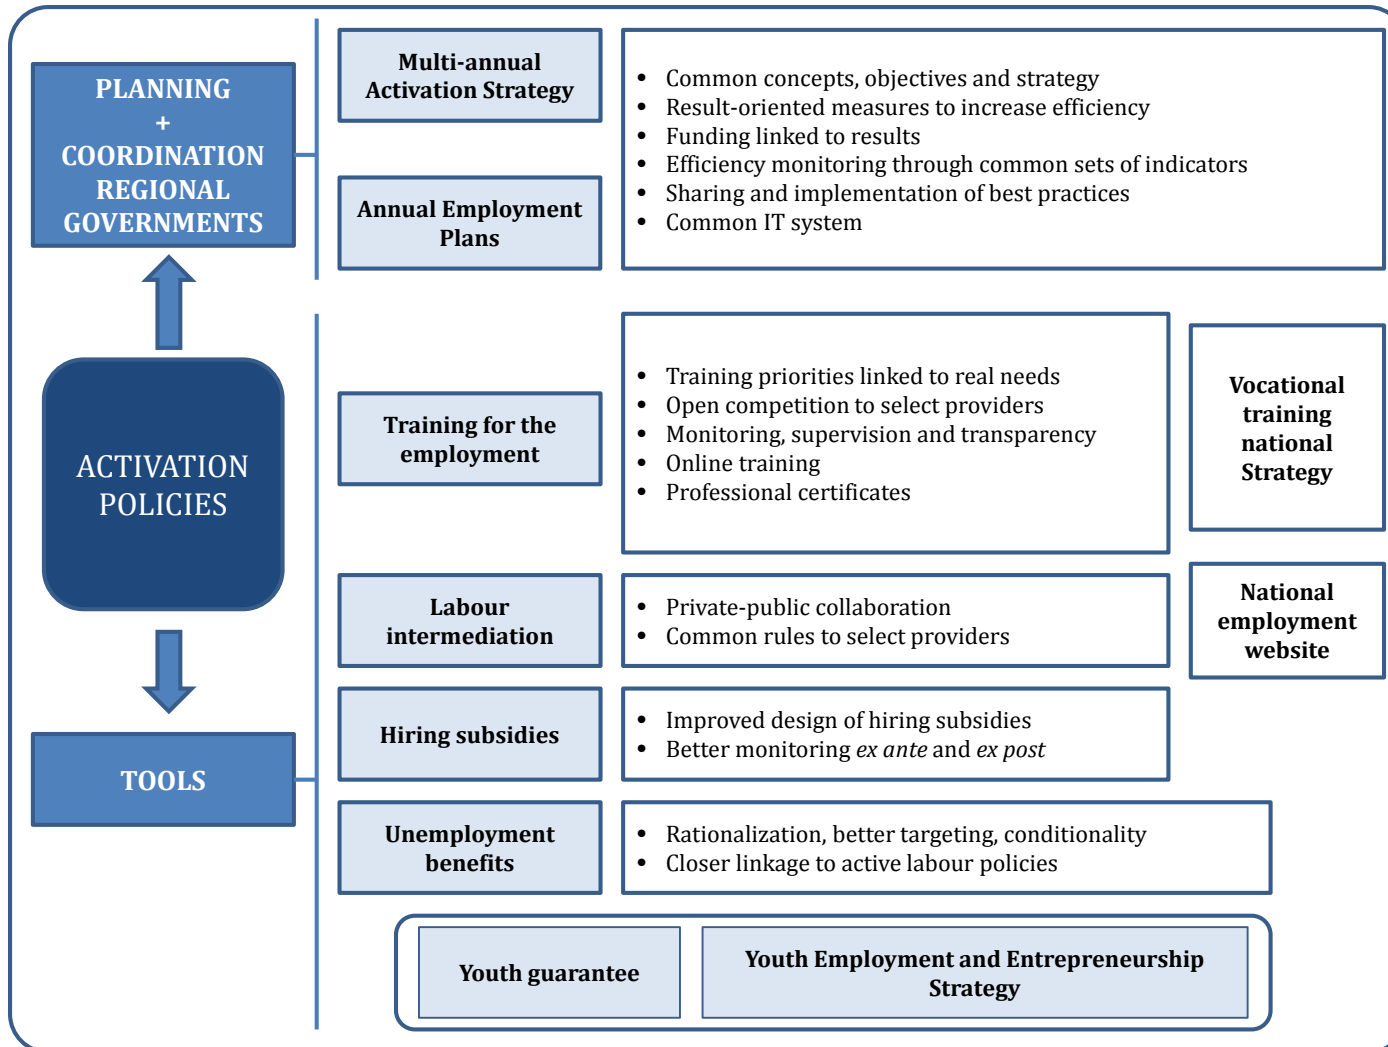 PLANNING
+
COORDINATION
REGIONAL
GOVERNMENTS
Multi-annual
Activation Strategy
Annual Employment
Plans
• Common concepts, objectives and strategy
• Result-oriented measures to increase efficiency
• Funding linked to results
• Efficiency monitoring through common sets of indicators
• Sharing and implementation of best practices
• Common IT system
ACTIVATION
POLICIES
TOOLS
Training for the
employment
• Training priorities linked to real needs
• Open competition to select providers
• Monitoring, supervision and transparency
• Online training
• Professional certificates
Vocational
training
national
Strategy
Labour
intermediation
• Private-public collaboration
• Common rules to select providers
National
employment
website
Hiring subsidies
• Improved design of hiring subsidies
• Better monitoring ex ante and ex post
Unemployment
benefits
• Rationalization, better targeting, conditionality
• Closer linkage to active labour policies
Youth guarantee
Youth Employment and Entrepreneurship
Strategy